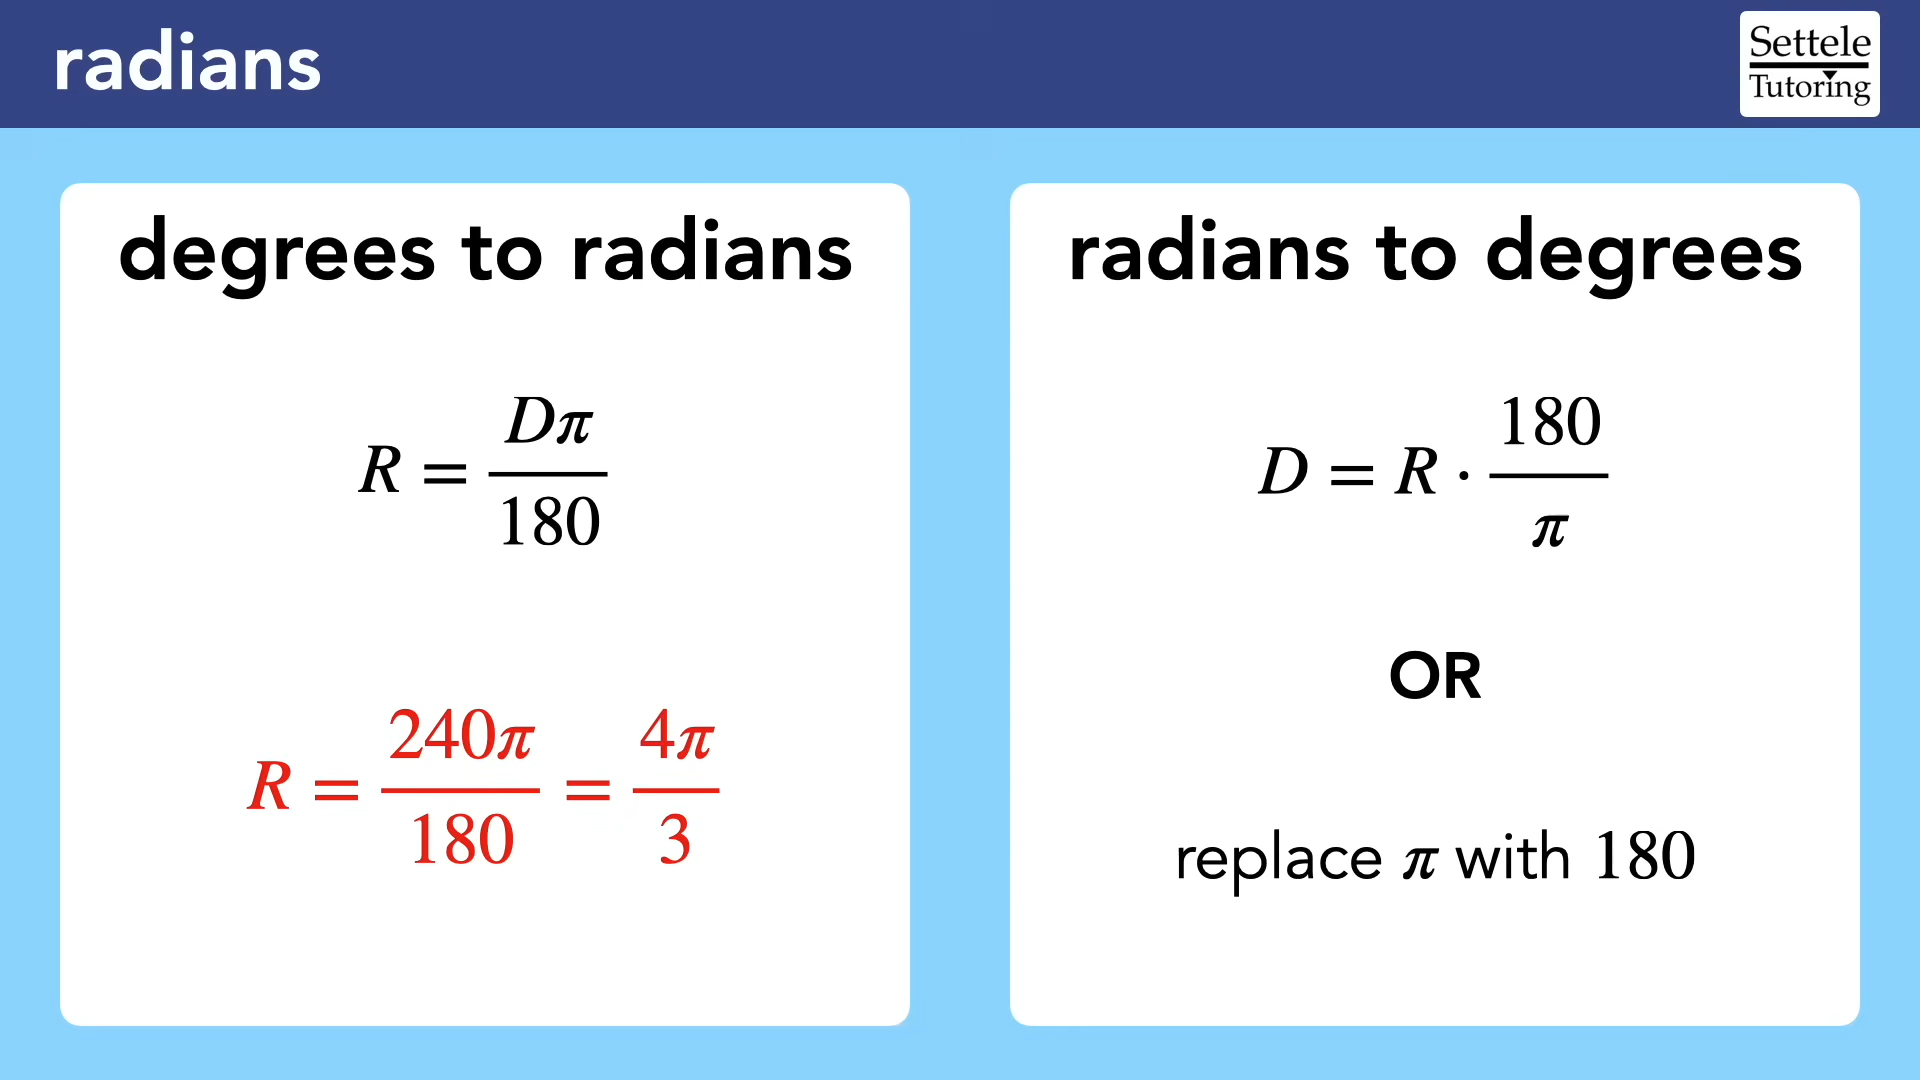 radians
Settele
Tutoring
degrees to radians
R = Dπ/180
R = 240π/180 = 4π/3
radians to degrees
D = R · 180/π
OR
replace π with 180